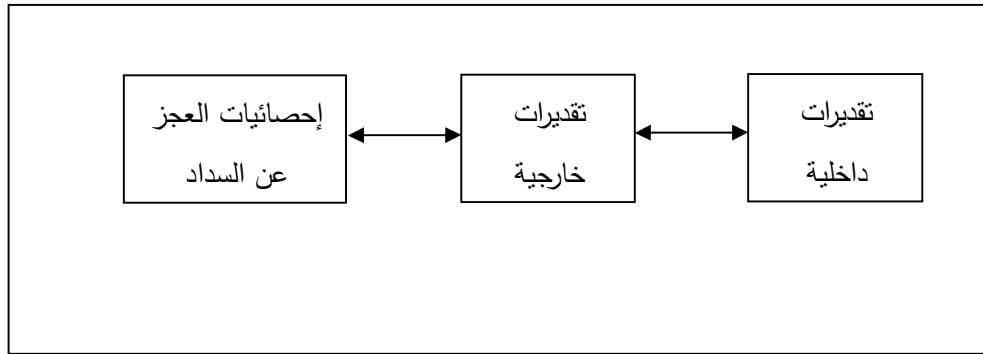 تقديرات
داخلية
تقديرات
خارجية
إحصائيات العجز
عن السداد